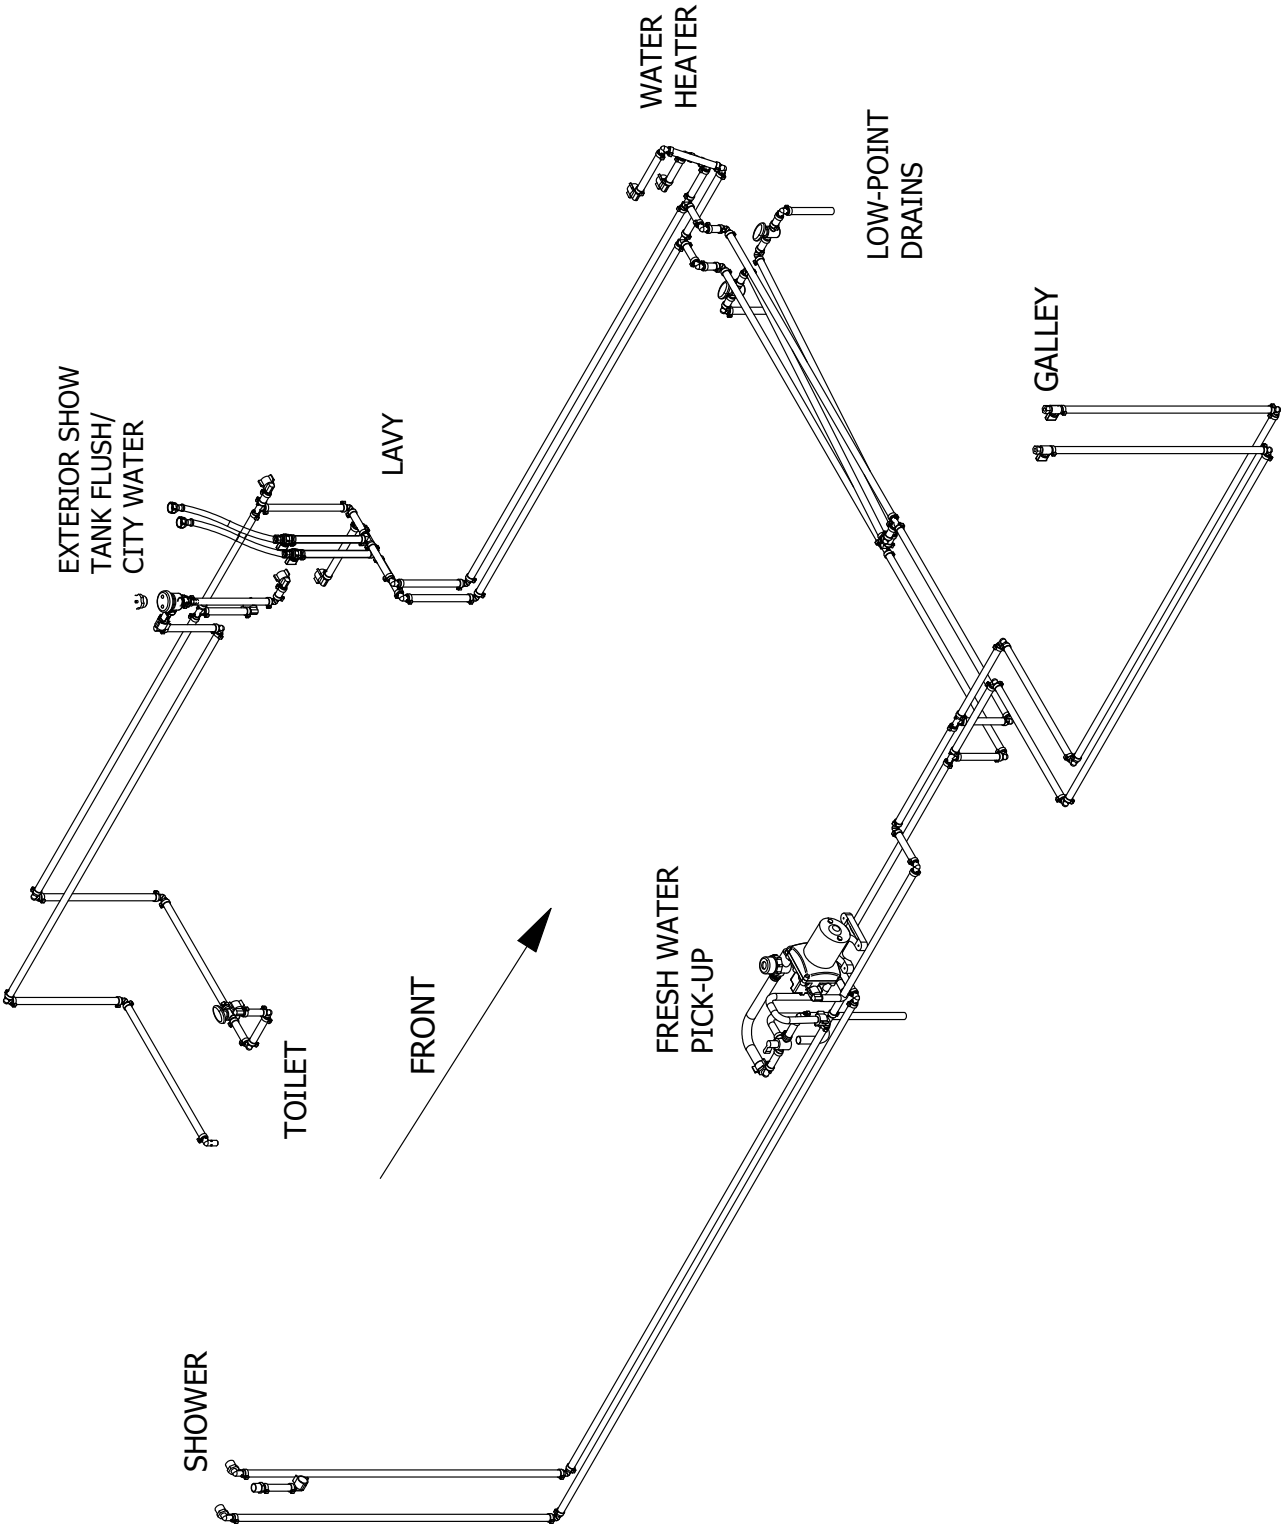 WATER
HEATER
LOW-POINT
DRAINS
GALLEY
EXTERIOR SHOW
TANK FLUSH/
CITY WATER
LAVY
FRESH WATER
PICK-UP
FRONT
TOILET
SHOWER